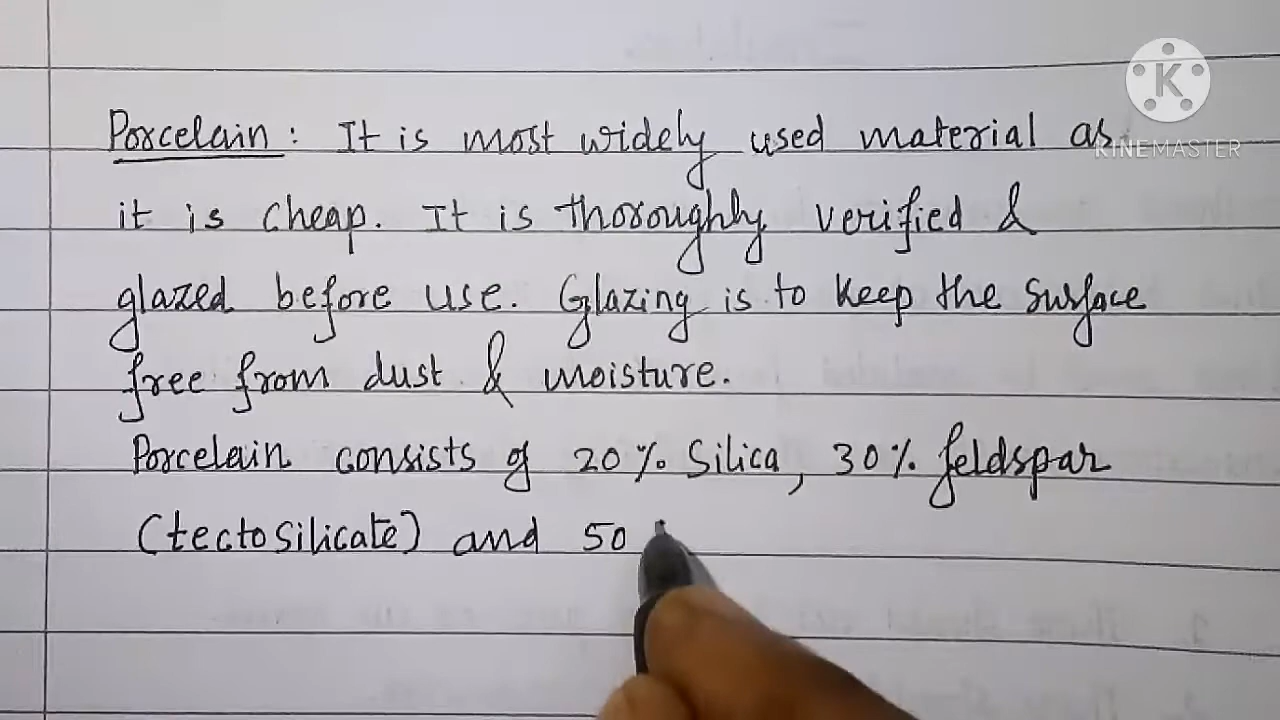 Porcelain: It is most widely used material as
it is cheap. It is thoroughly verified &
glazed before use. Glazing is to keep the surface
free from dust & moisture.
Porcelain consists of 20% Silica, 30% feldspar
(tectosilicate) and 50
K
KINEMASTER